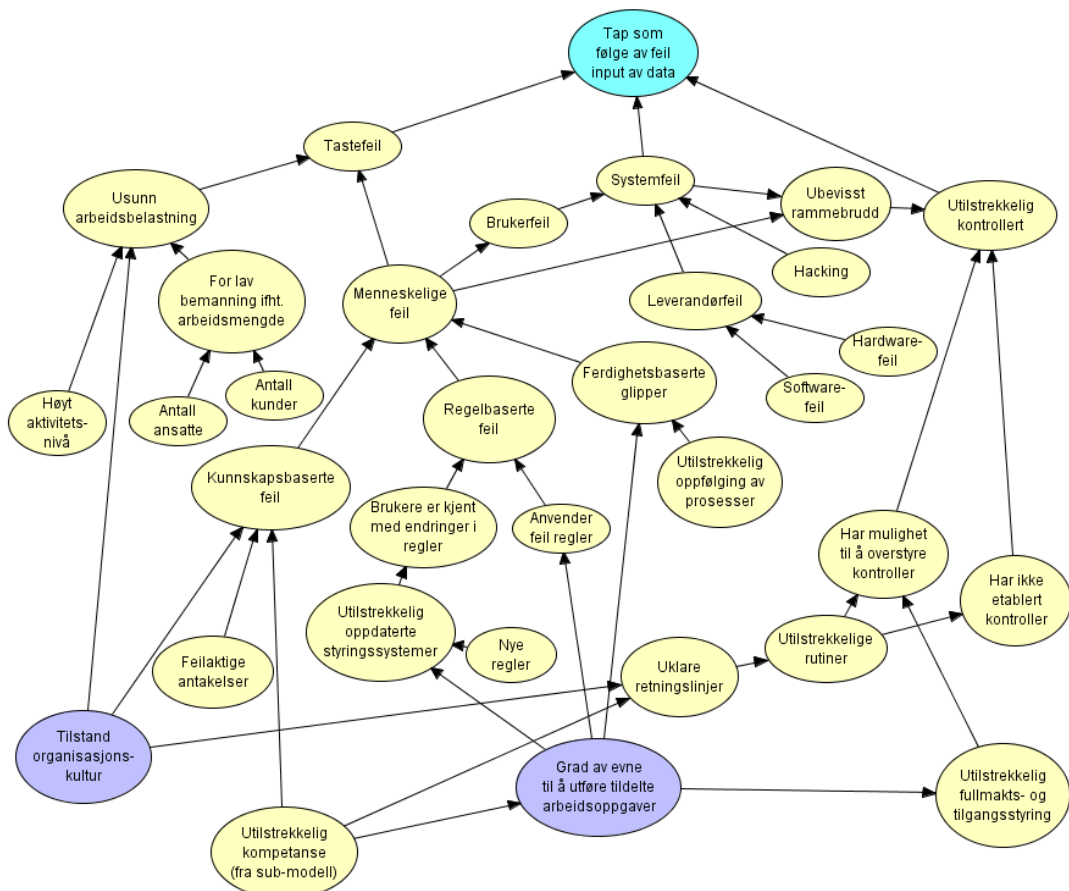 Tap som
følge av feil
input av data
Tastefeil
Usunn
arbeidsbelastning
Systemfeil
Ubevisst
rammebrudd
Utilstrekkelig
kontrollert
Brukerfeil
Hacking
For lav
bemanning ifht.
arbeidsmengde
Menneskelige
feil
Leverandørfeil
Hardware-
feil
Ferdighetsbaserte
glipper
Software-
feil
Høyt
aktivitets-
nivå
Antall
ansatte
Antall
kunder
Regelbaserte
feil
Kunnskapsbaserte
feil
Utilstrekkelig
oppfølging av
prosesser
Brukere er kjent
med endringer i
regler
Anvender
feil regler
Har mulighet
til å overstyre
kontroller
Har ikke
etablert
kontroller
Utilstrekkelig
oppdaterte
styringssystemer
Nye
regler
Utilstrekkelige
rutiner
Feilaktige
antakelser
Uklare
retningslinjer
Tilstand
organisasjons-
kultur
Grad av evne
til å utføre tildelte
arbeidsoppgaver
Utilstrekkelig
fullmakts- og
tilgangsstyring
Utilstrekkelig
kompetanse
(fra sub-modell)